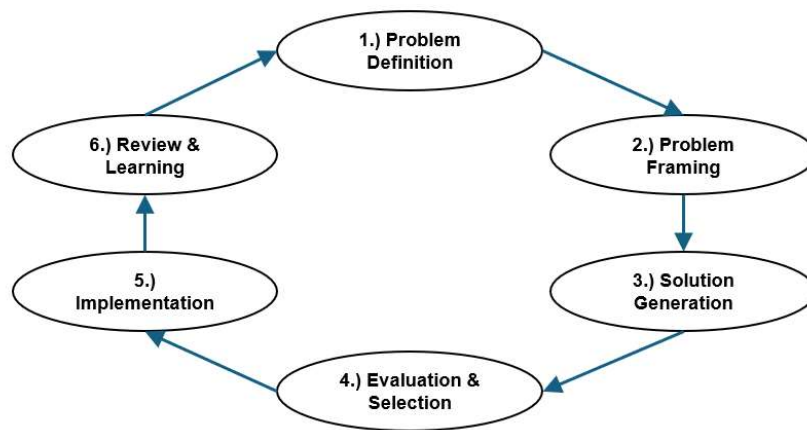 1.) Problem
Definition
2.) Problem
Framing
3.) Solution
Generation
4.) Evaluation &
Selection
5.)
Implementation
6.) Review &
Learning